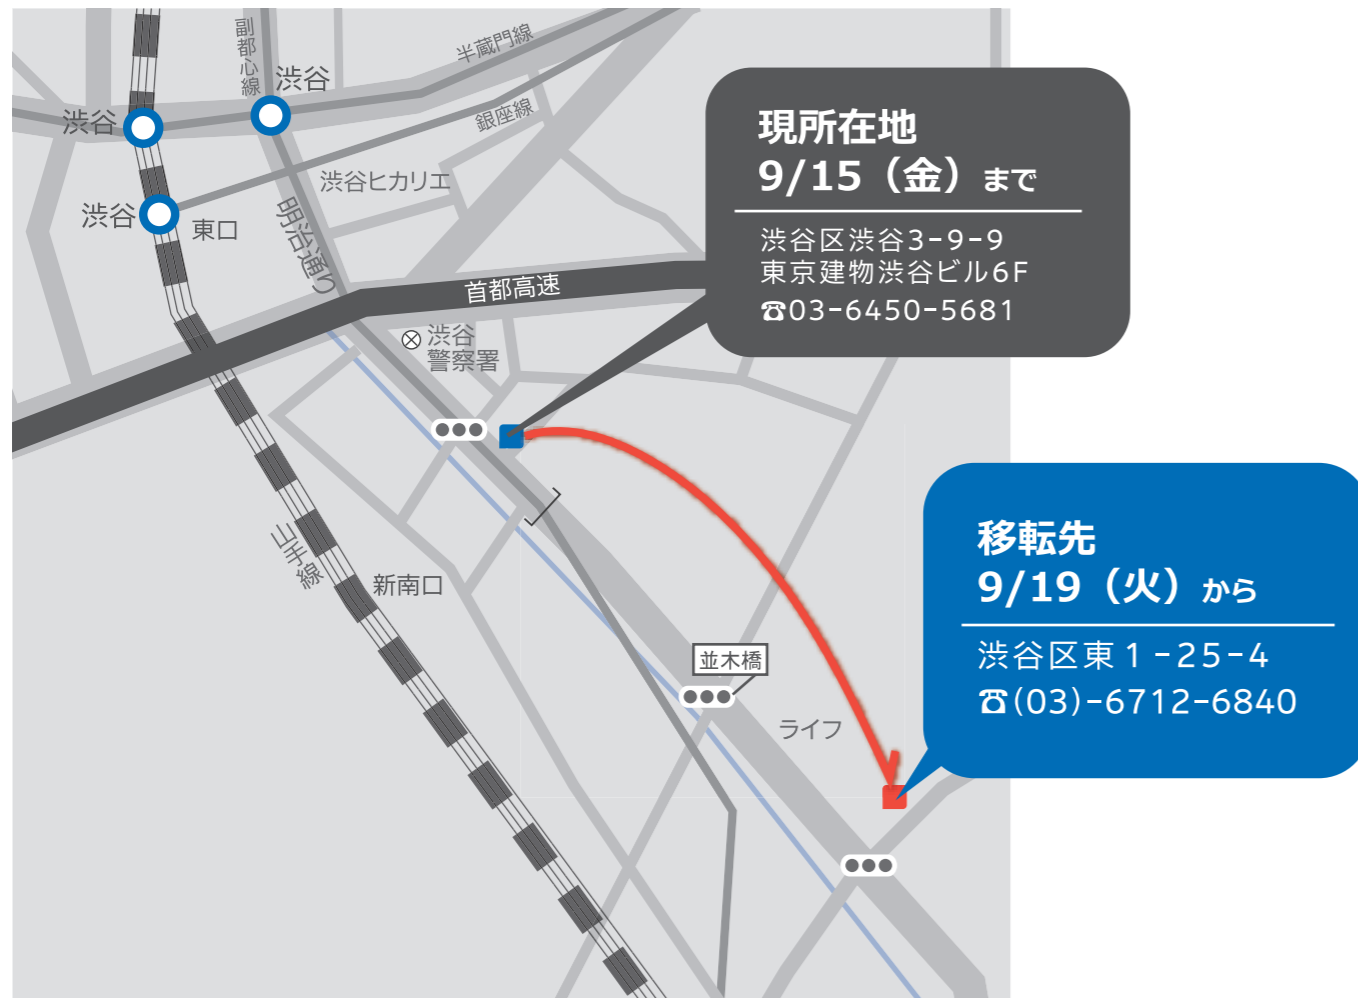 副都心線
半蔵門線
渋谷
渋谷
銀座線
渋谷ヒカリエ
渋谷
東口
明治通り
首都高速
渋谷
警察署
山手線
新南口
並木橋
ライフ
現所在地
9/15（金）まで
渋谷区渋谷3-9-9
東京建物渋谷ビル6F
☎03-6450-5681
移転先
9/19（火）から
渋谷区東１-25-4
☎(03)-6712-6840